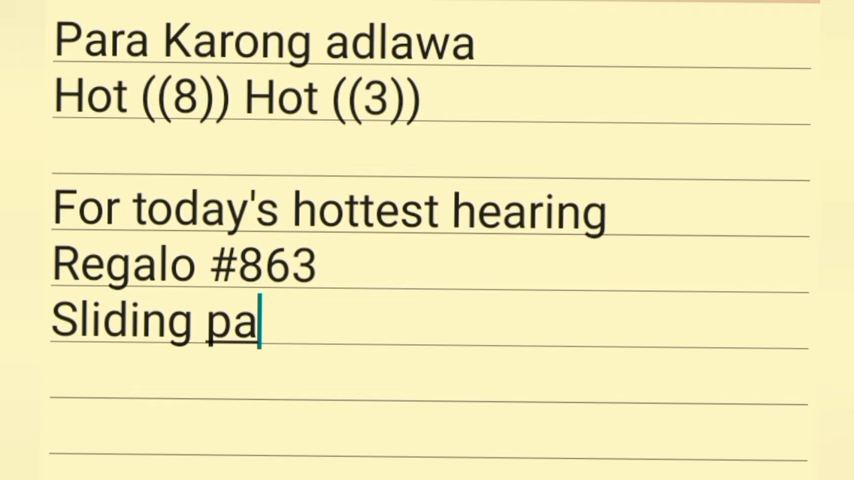 Para Karong adlawa
Hot ((8)) Hot ((3))
For today's hottest hearing
Regalo #863
Sliding pa